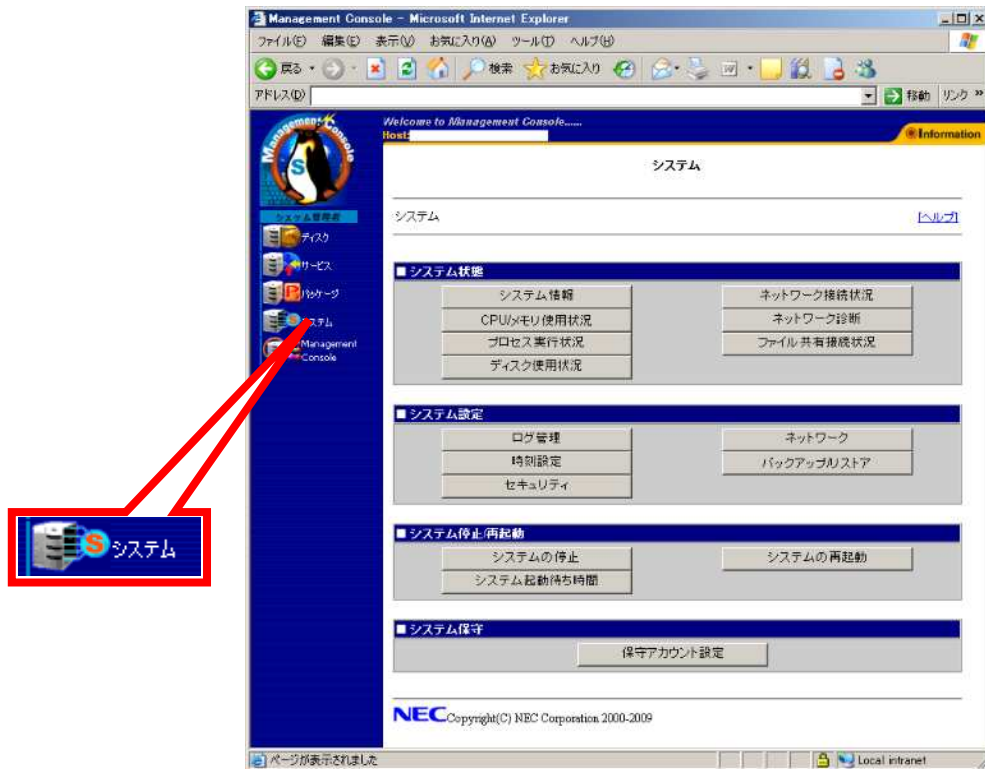 Management Console - Microsoft Internet Explorer
ファイル(F) 編集(E) 表示(V) お気に入り(A) ツール(T) ヘルプ(H)
戻る 検索 お気に入り
アドレス(D) 移動 リンク »
Management Console
S
Welcome to Management Console......
Host:
Information
システム管理者
ディスク
サービス
パッケージ
システム
Management
Console
システム
システム [ヘルプ]
■ システム状態
システム情報 ネットワーク接続状況
CPU/メモリ使用状況 ネットワーク診断
プロセス実行状況 ファイル共有接続状況
ディスク使用状況
■ システム設定
ログ管理 ネットワーク
時刻設定 バックアップ/リストア
セキュリティ
■ システム停止/再起動
システムの停止 システムの再起動
システム起動待ち時間
■ システム保守
保守アカウント設定
NEC Copyright(C) NEC Corporation 2000-2009
ページが表示されました Local intranet
S システム